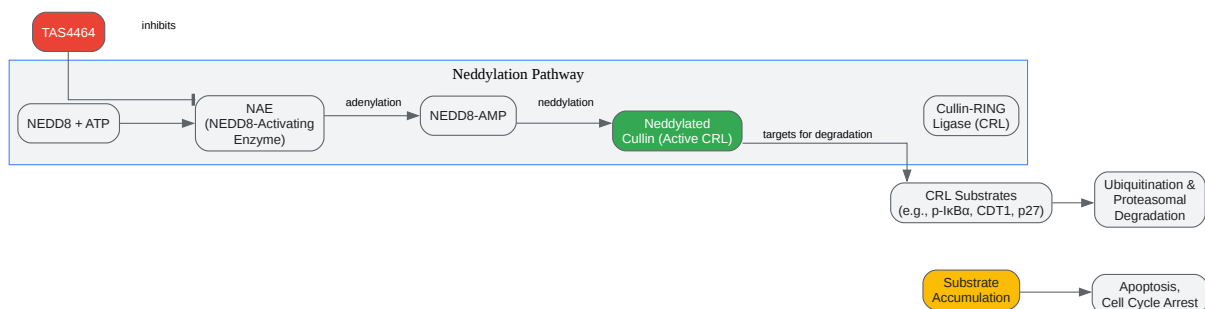 TAS4464
inhibits
Neddylation Pathway
NEDD8 + ATP
NAE
(NEDD8-Activating
Enzyme)
adenylation
NEDD8-AMP
neddylation
Neddylated
Cullin (Active CRL)
targets for degradation
Cullin-RING
Ligase (CRL)
CRL Substrates
(e.g., p-IκBα, CDT1, p27)
Ubiquitination &
Proteasomal
Degradation
Substrate
Accumulation
Apoptosis,
Cell Cycle Arrest